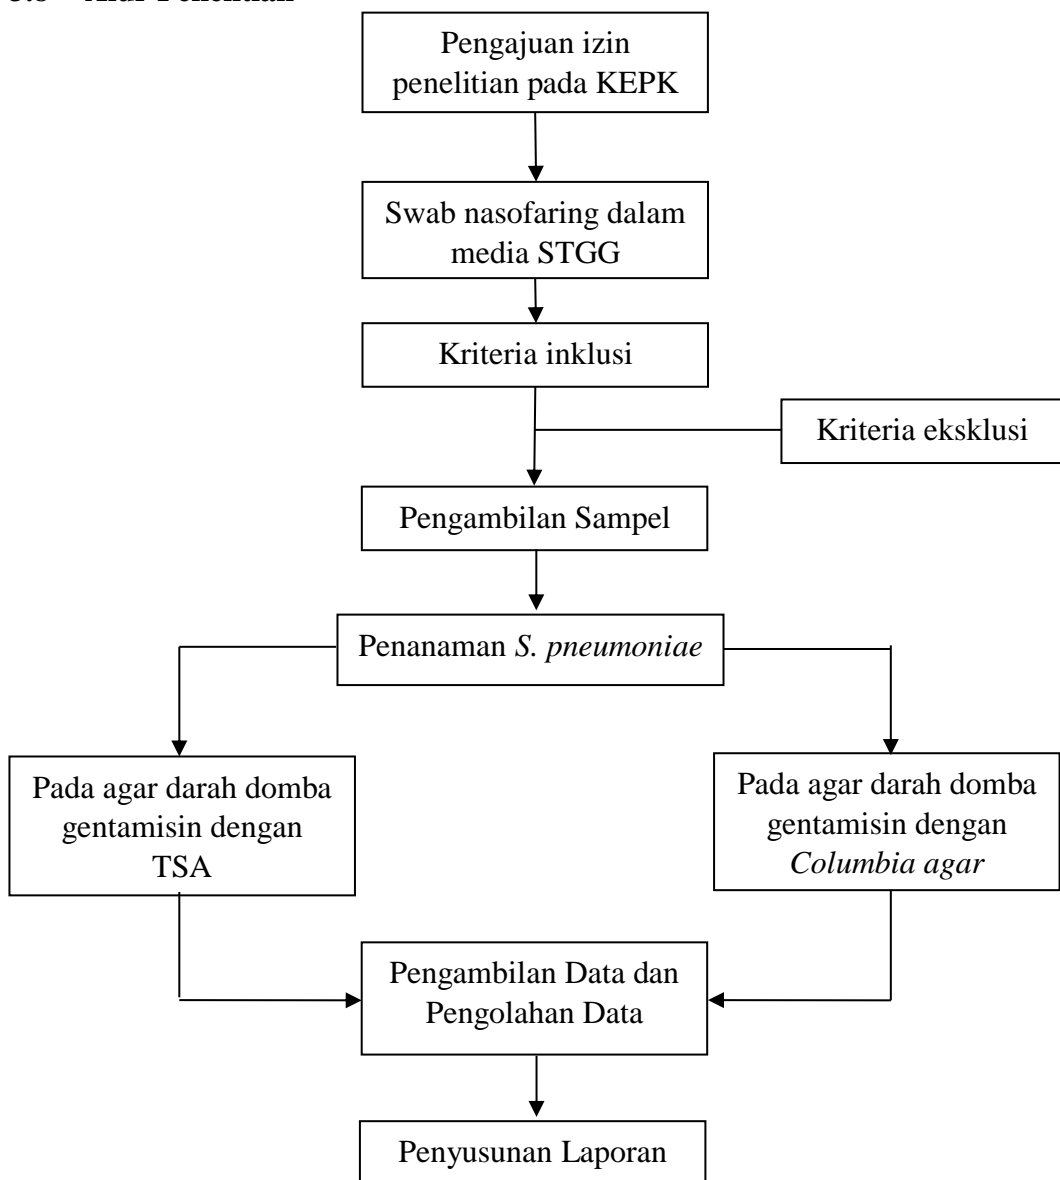 Pengajuan izin
penelitian pada KEPK
Swab nasofaring dalam
media STGG
Kriteria inklusi
Kriteria eksklusi
Pengambilan Sampel
Penanaman S. pneumoniae
Pada agar darah domba
gentamisin dengan
TSA
Pada agar darah domba
gentamisin dengan
Columbia agar
Pengambilan Data dan
Pengolahan Data
Penyusunan Laporan